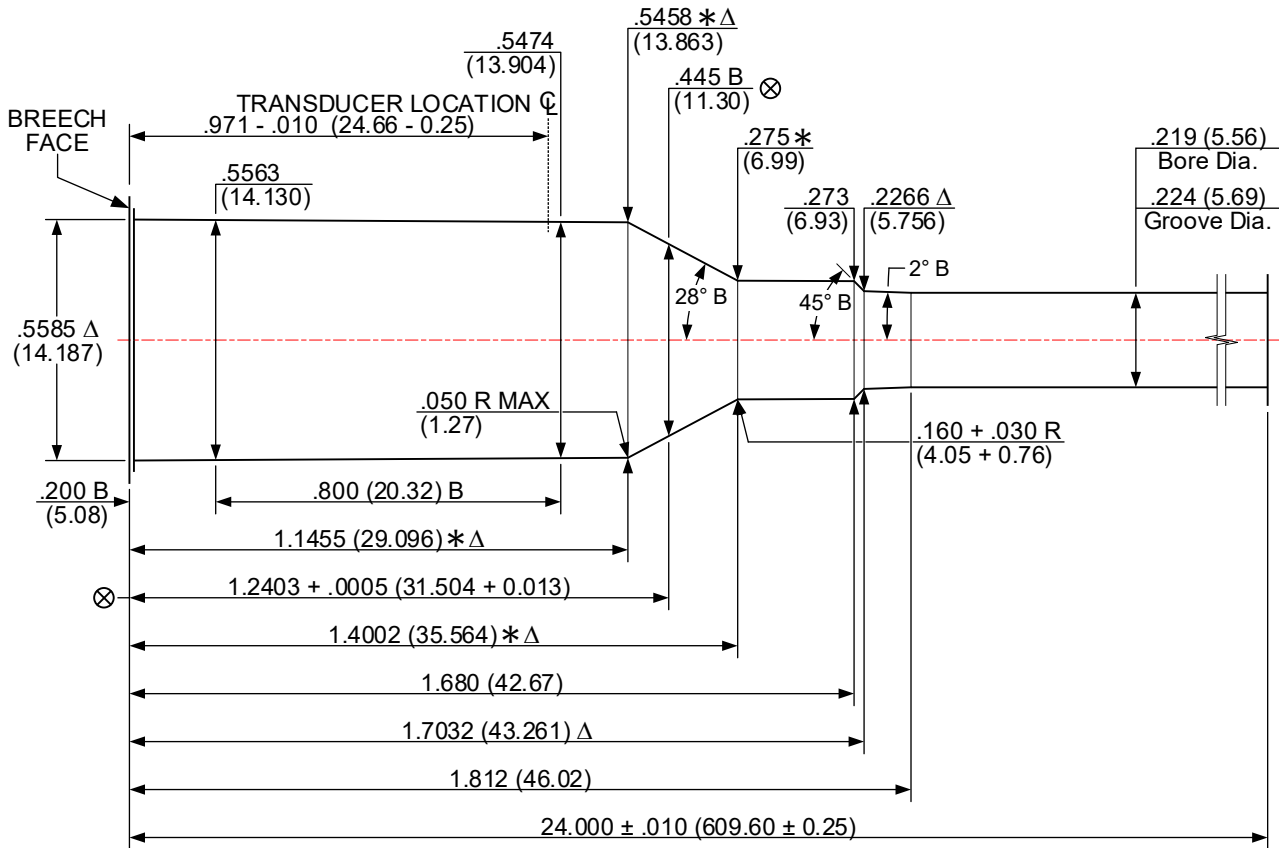 .5458 ＊Δ
(13.863)
.5474
(13.904)
.445 B ⊗
(11.30)
TRANSDUCER LOCATION ℄
.971 - .010 (24.66 - 0.25)
BREECH
FACE
.275＊
(6.99)
.219 (5.56)
Bore Dia.
.5563
(14.130)
.273
(6.93)
.2266 Δ
(5.756)
.224 (5.69)
Groove Dia.
2° B
28° B
45° B
.5585 Δ
(14.187)
.050 R MAX
(1.27)
.160 + .030 R
(4.05 + 0.76)
.200 B
(5.08)
.800 (20.32) B
1.1455 (29.096)＊Δ
⊗ 1.2403 + .0005 (31.504 + 0.013)
1.4002 (35.564)＊Δ
1.680 (42.67)
1.7032 (43.261) Δ
1.812 (46.02)
24.000 ± .010 (609.60 ± 0.25)